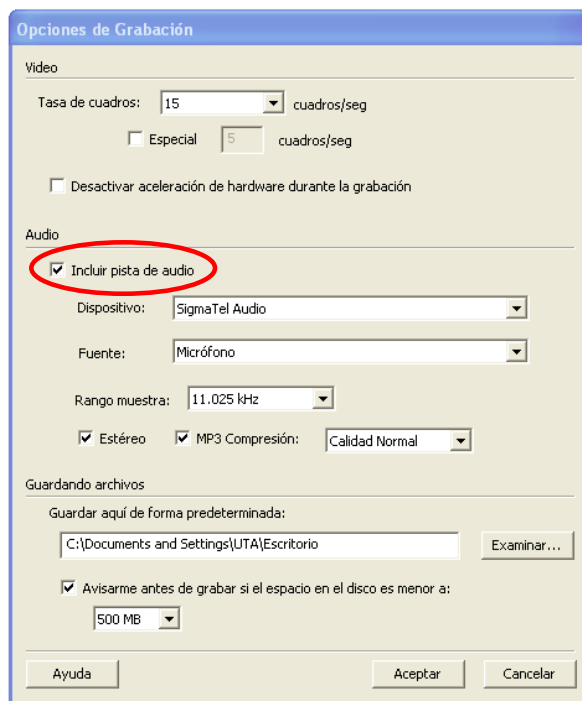 Opciones de Grabación
Video
Tasa de cuadros: 15 cuadros/seg
Especial 5 cuadros/seg
Desactivar aceleración de hardware durante la grabación
Audio
Incluir pista de audio
Dispositivo: SigmaTel Audio
Fuente: Micrófono
Rango muestra: 11.025 kHz
Estéreo MP3 Compresión: Calidad Normal
Guardando archivos
Guardar aquí de forma predeterminada:
C:\Documents and Settings\UTA\Escritorio Examinar...
Avisarme antes de grabar si el espacio en el disco es menor a:
500 MB
Ayuda Aceptar Cancelar